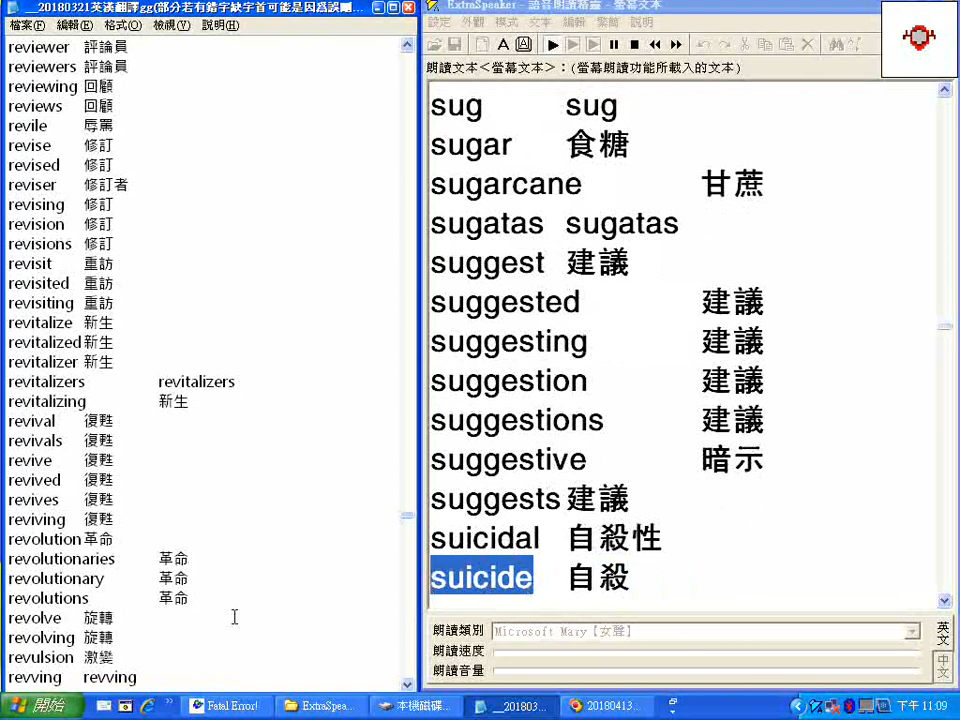 __20180321英漢翻譯gg(部分若有錯字缺字首可能是因為誤刪...
檔案(F) 編輯(E) 格式(O) 檢視(V) 說明(H)
reviewer 評論員
reviewers 評論員
reviewing 回顧
reviews 回顧
revile 辱罵
revise 修訂
revised 修訂
reviser 修訂者
revising 修訂
revision 修訂
revisions 修訂
revisit 重訪
revisited 重訪
revisiting 重訪
revitalize 新生
revitalized 新生
revitalizer 新生
revitalizers revitalizers
revitalizing 新生
revival 復甦
revivals 復甦
revive 復甦
revived 復甦
revives 復甦
reviving 復甦
revolution 革命
revolutionaries 革命
revolutionary 革命
revolutions 革命
revolve 旋轉
revolving 旋轉
revulsion 激變
revving revving
ExtraSpeaker - 語音朗讀精靈 - 螢幕文本
設定 外觀 模式 文本 編輯 繁簡 說明
朗讀文本<螢幕文本>：(螢幕朗讀功能所載入的文本)
sug sug
sugar 食糖
sugarcane 甘蔗
sugatas sugatas
suggest 建議
suggested 建議
suggesting 建議
suggestion 建議
suggestions 建議
suggestive 暗示
suggests 建議
suicidal 自殺性
suicide 自殺
朗讀類別 Microsoft Mary【女聲】
朗讀速度
朗讀音量
英文
中文
開始 Fatal Error! ExtraSpea... 本機磁碟... __201803... 20180413... 下午 11:09